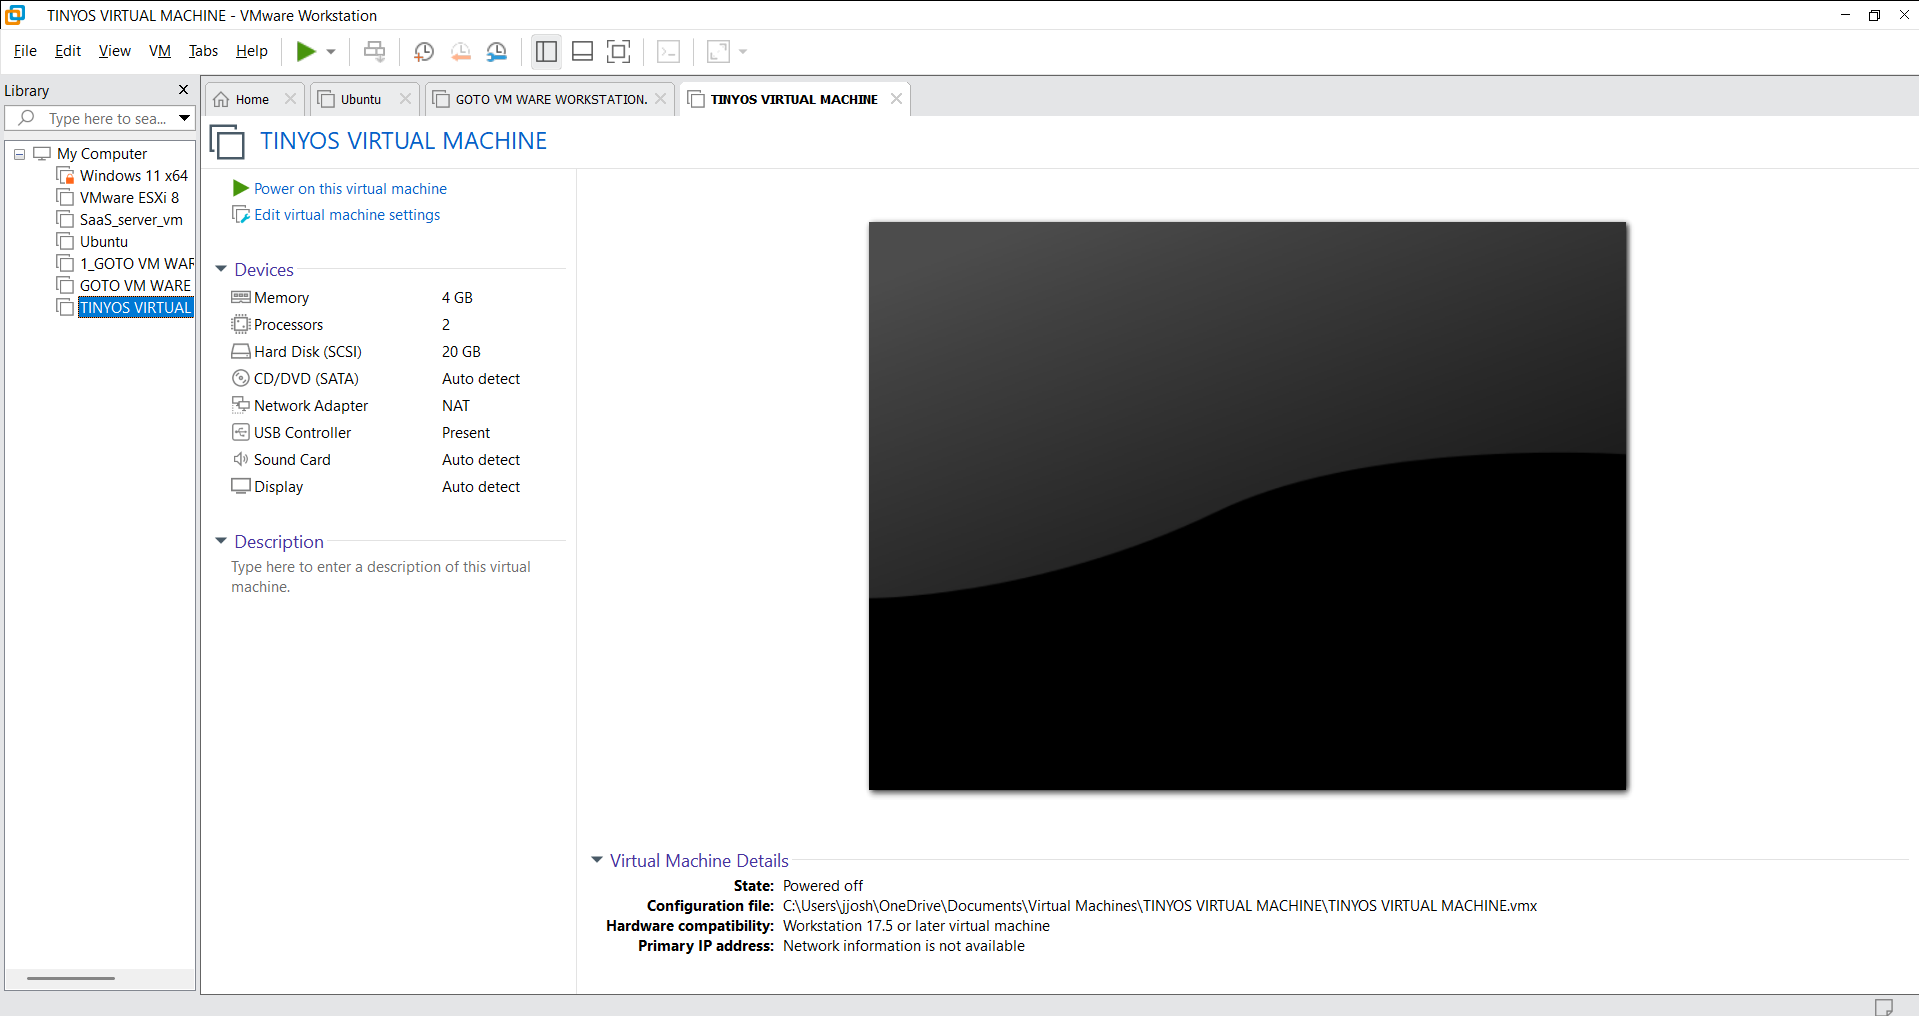 TINYOS VIRTUAL MACHINE - VMware Workstation
File Edit View VM Tabs Help
Library
Type here to sea...
My Computer
Windows 11 x64
VMware ESXi 8
SaaS_server_vm
Ubuntu
1_GOTO VM WAR
GOTO VM WARE
TINYOS VIRTUAL
Home
Ubuntu
GOTO VM WARE WORKSTATION.
TINYOS VIRTUAL MACHINE
TINYOS VIRTUAL MACHINE
Power on this virtual machine
Edit virtual machine settings
Devices
Memory 4 GB
Processors 2
Hard Disk (SCSI) 20 GB
CD/DVD (SATA) Auto detect
Network Adapter NAT
USB Controller Present
Sound Card Auto detect
Display Auto detect
Description
Type here to enter a description of this virtual
machine.
Virtual Machine Details
State: Powered off
Configuration file: C:\Users\jjosh\OneDrive\Documents\Virtual Machines\TINYOS VIRTUAL MACHINE\TINYOS VIRTUAL MACHINE.vmx
Hardware compatibility: Workstation 17.5 or later virtual machine
Primary IP address: Network information is not available